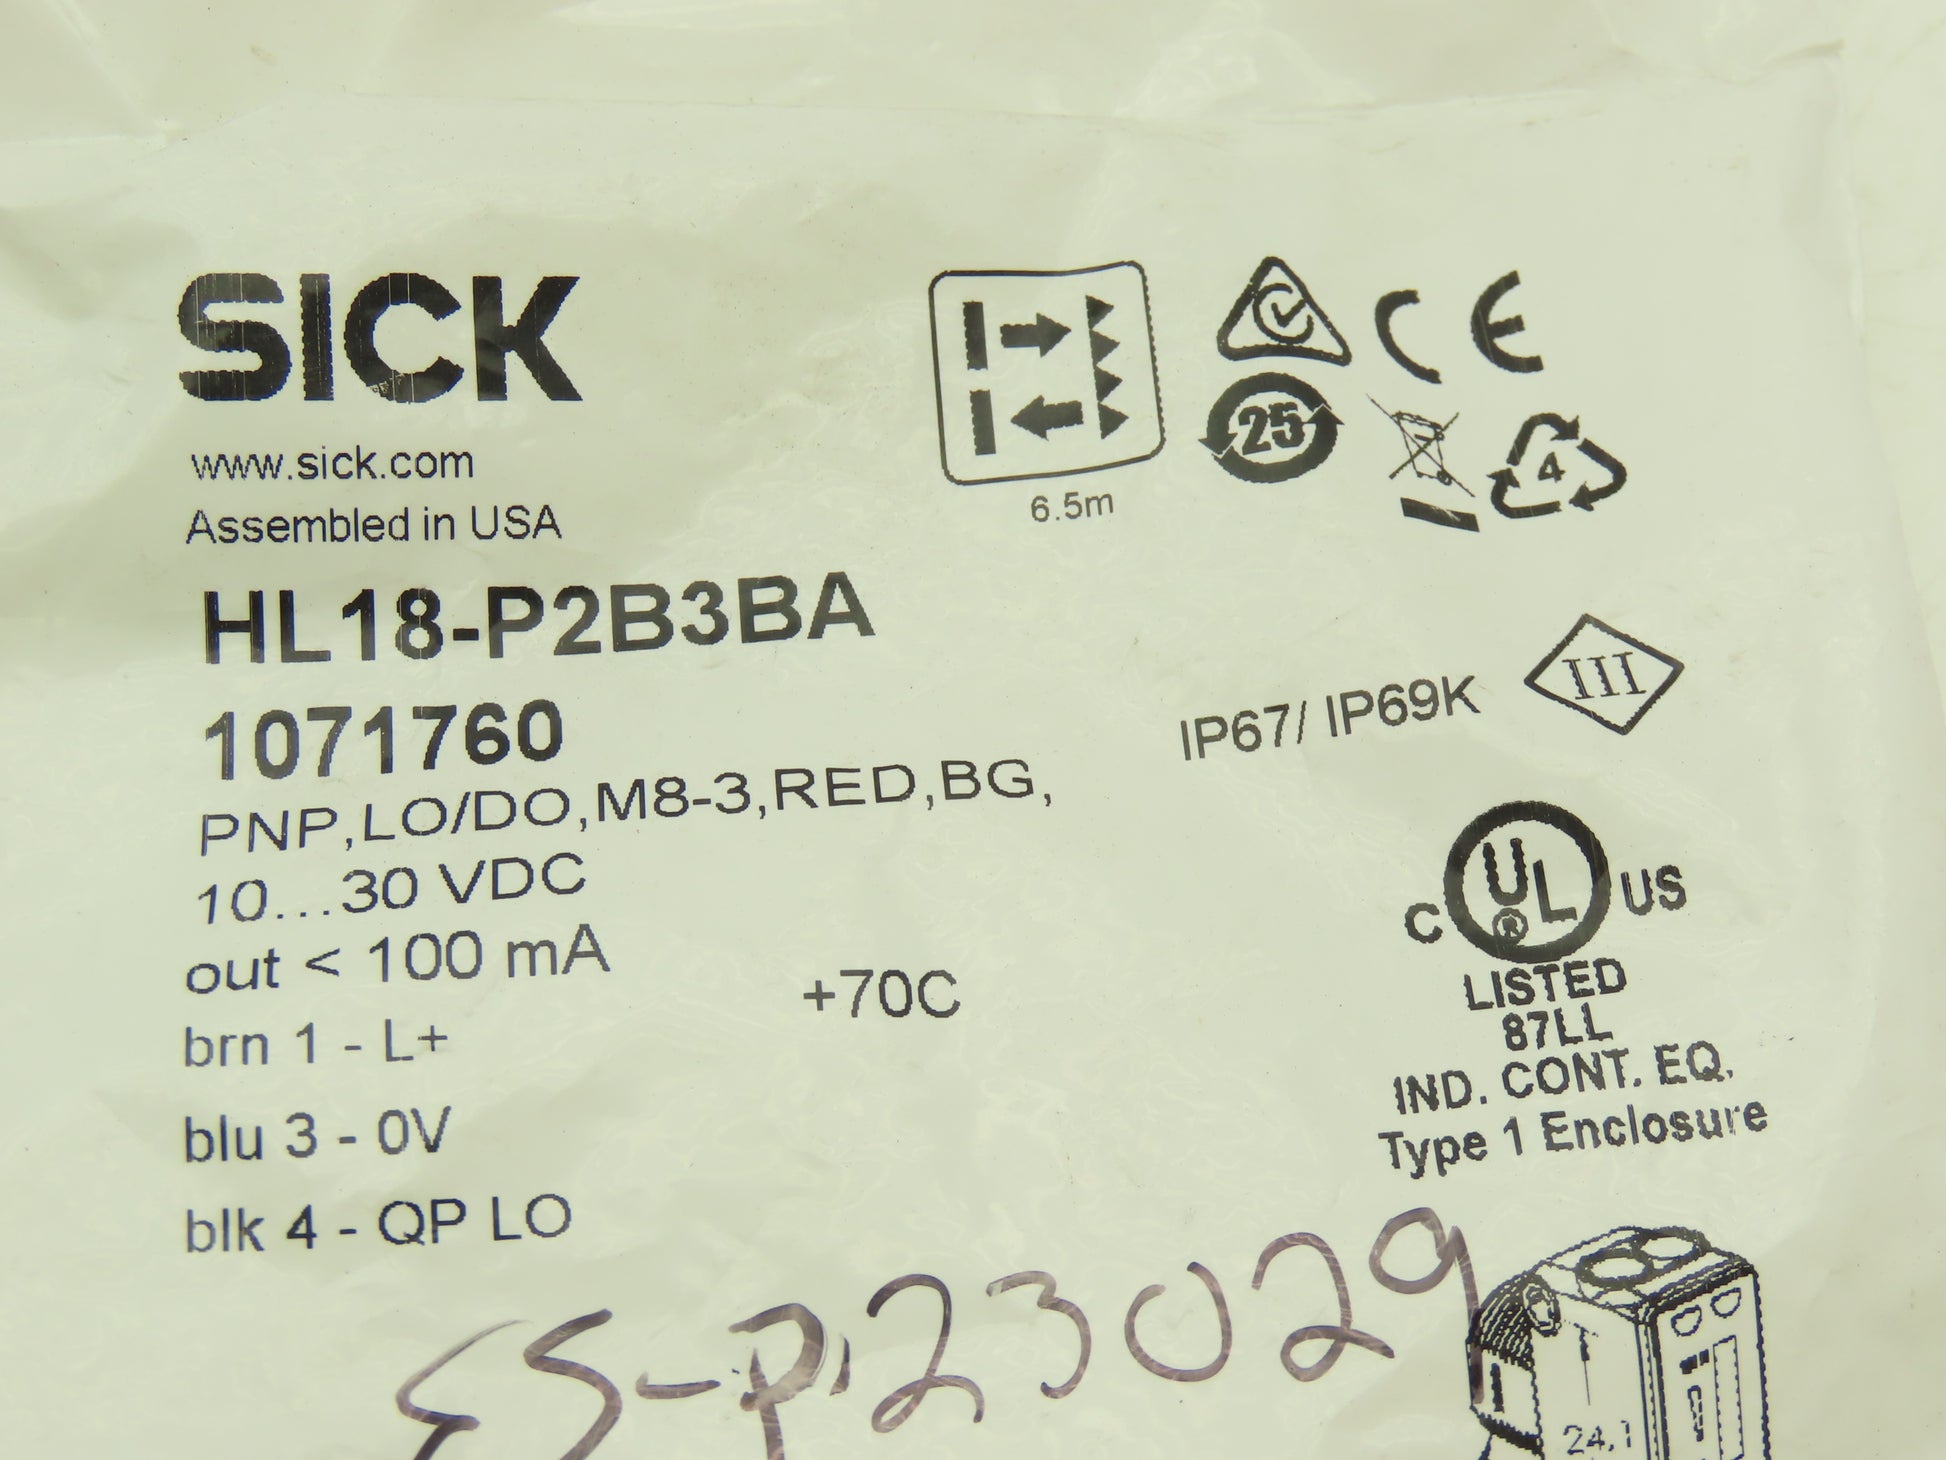 SICK
www.sick.com
Assembled in USA
6.5m
CE
25
4
HL18-P2B3BA
1071760
IP67/ IP69K
III
PNP,LO/DO,M8-3,RED,BG,
10...30 VDC
out < 100 mA
+70C
brn 1 - L+
blu 3 - 0V
blk 4 - QP LO
C UL ® US
LISTED
87LL
IND. CONT. EQ.
Type 1 Enclosure
ES-P123029
24,1